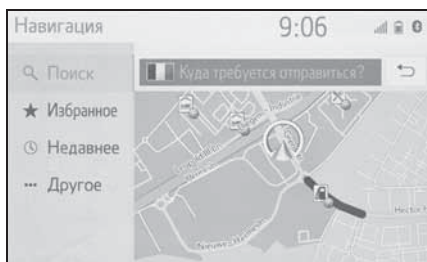 Навигация 9:06
Поиск
Куда требуется отправиться?
Избранное
Недавнее
Другое